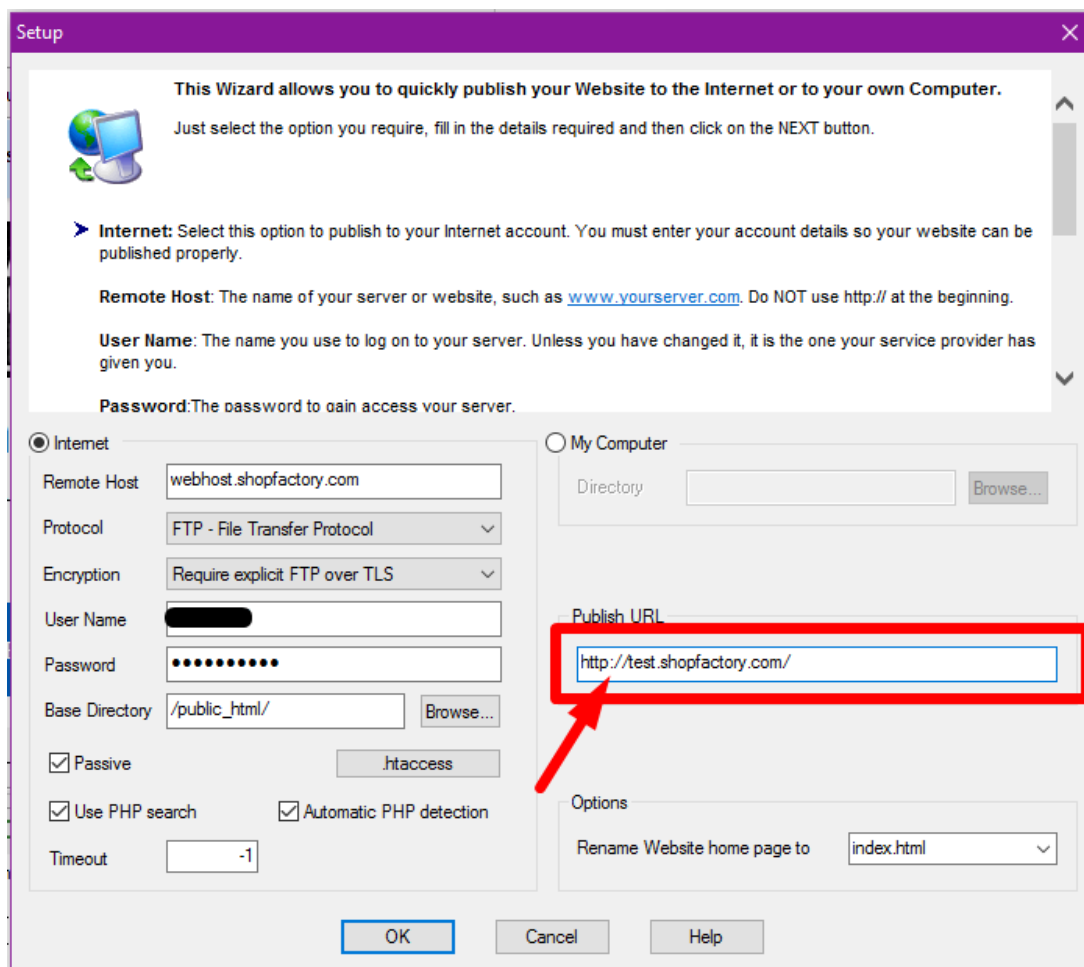 Setup
This Wizard allows you to quickly publish your Website to the Internet or to your own Computer.
Just select the option you require, fill in the details required and then click on the NEXT button.
Internet: Select this option to publish to your Internet account. You must enter your account details so your website can be
published properly.
Remote Host: The name of your server or website, such as www.yourserver.com. Do NOT use http:// at the beginning.
User Name: The name you use to log on to your server. Unless you have changed it, it is the one your service provider has
given you.
Password:The password to gain access your server.
Internet
Remote Host webhost.shopfactory.com
Protocol FTP - File Transfer Protocol
Encryption Require explicit FTP over TLS
User Name
Password ••••••••••
Base Directory /public_html/ Browse...
Passive .htaccess
Use PHP search Automatic PHP detection
Timeout -1
My Computer
Directory Browse...
Publish URL
http://test.shopfactory.com/
Options
Rename Website home page to index.html
OK Cancel Help